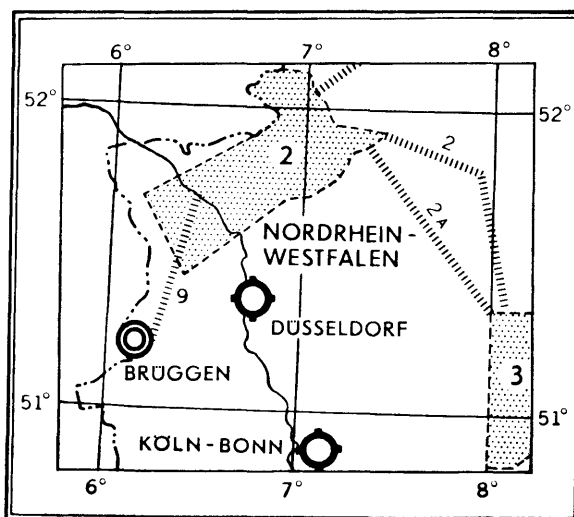 6° 7° 8°
52° 52°
2
2
2A
NORDRHEIN-
WESTFALEN
9
DÜSSELDORF
BRÜGGEN
3
51° 51°
KÖLN-BONN
6° 7° 8°